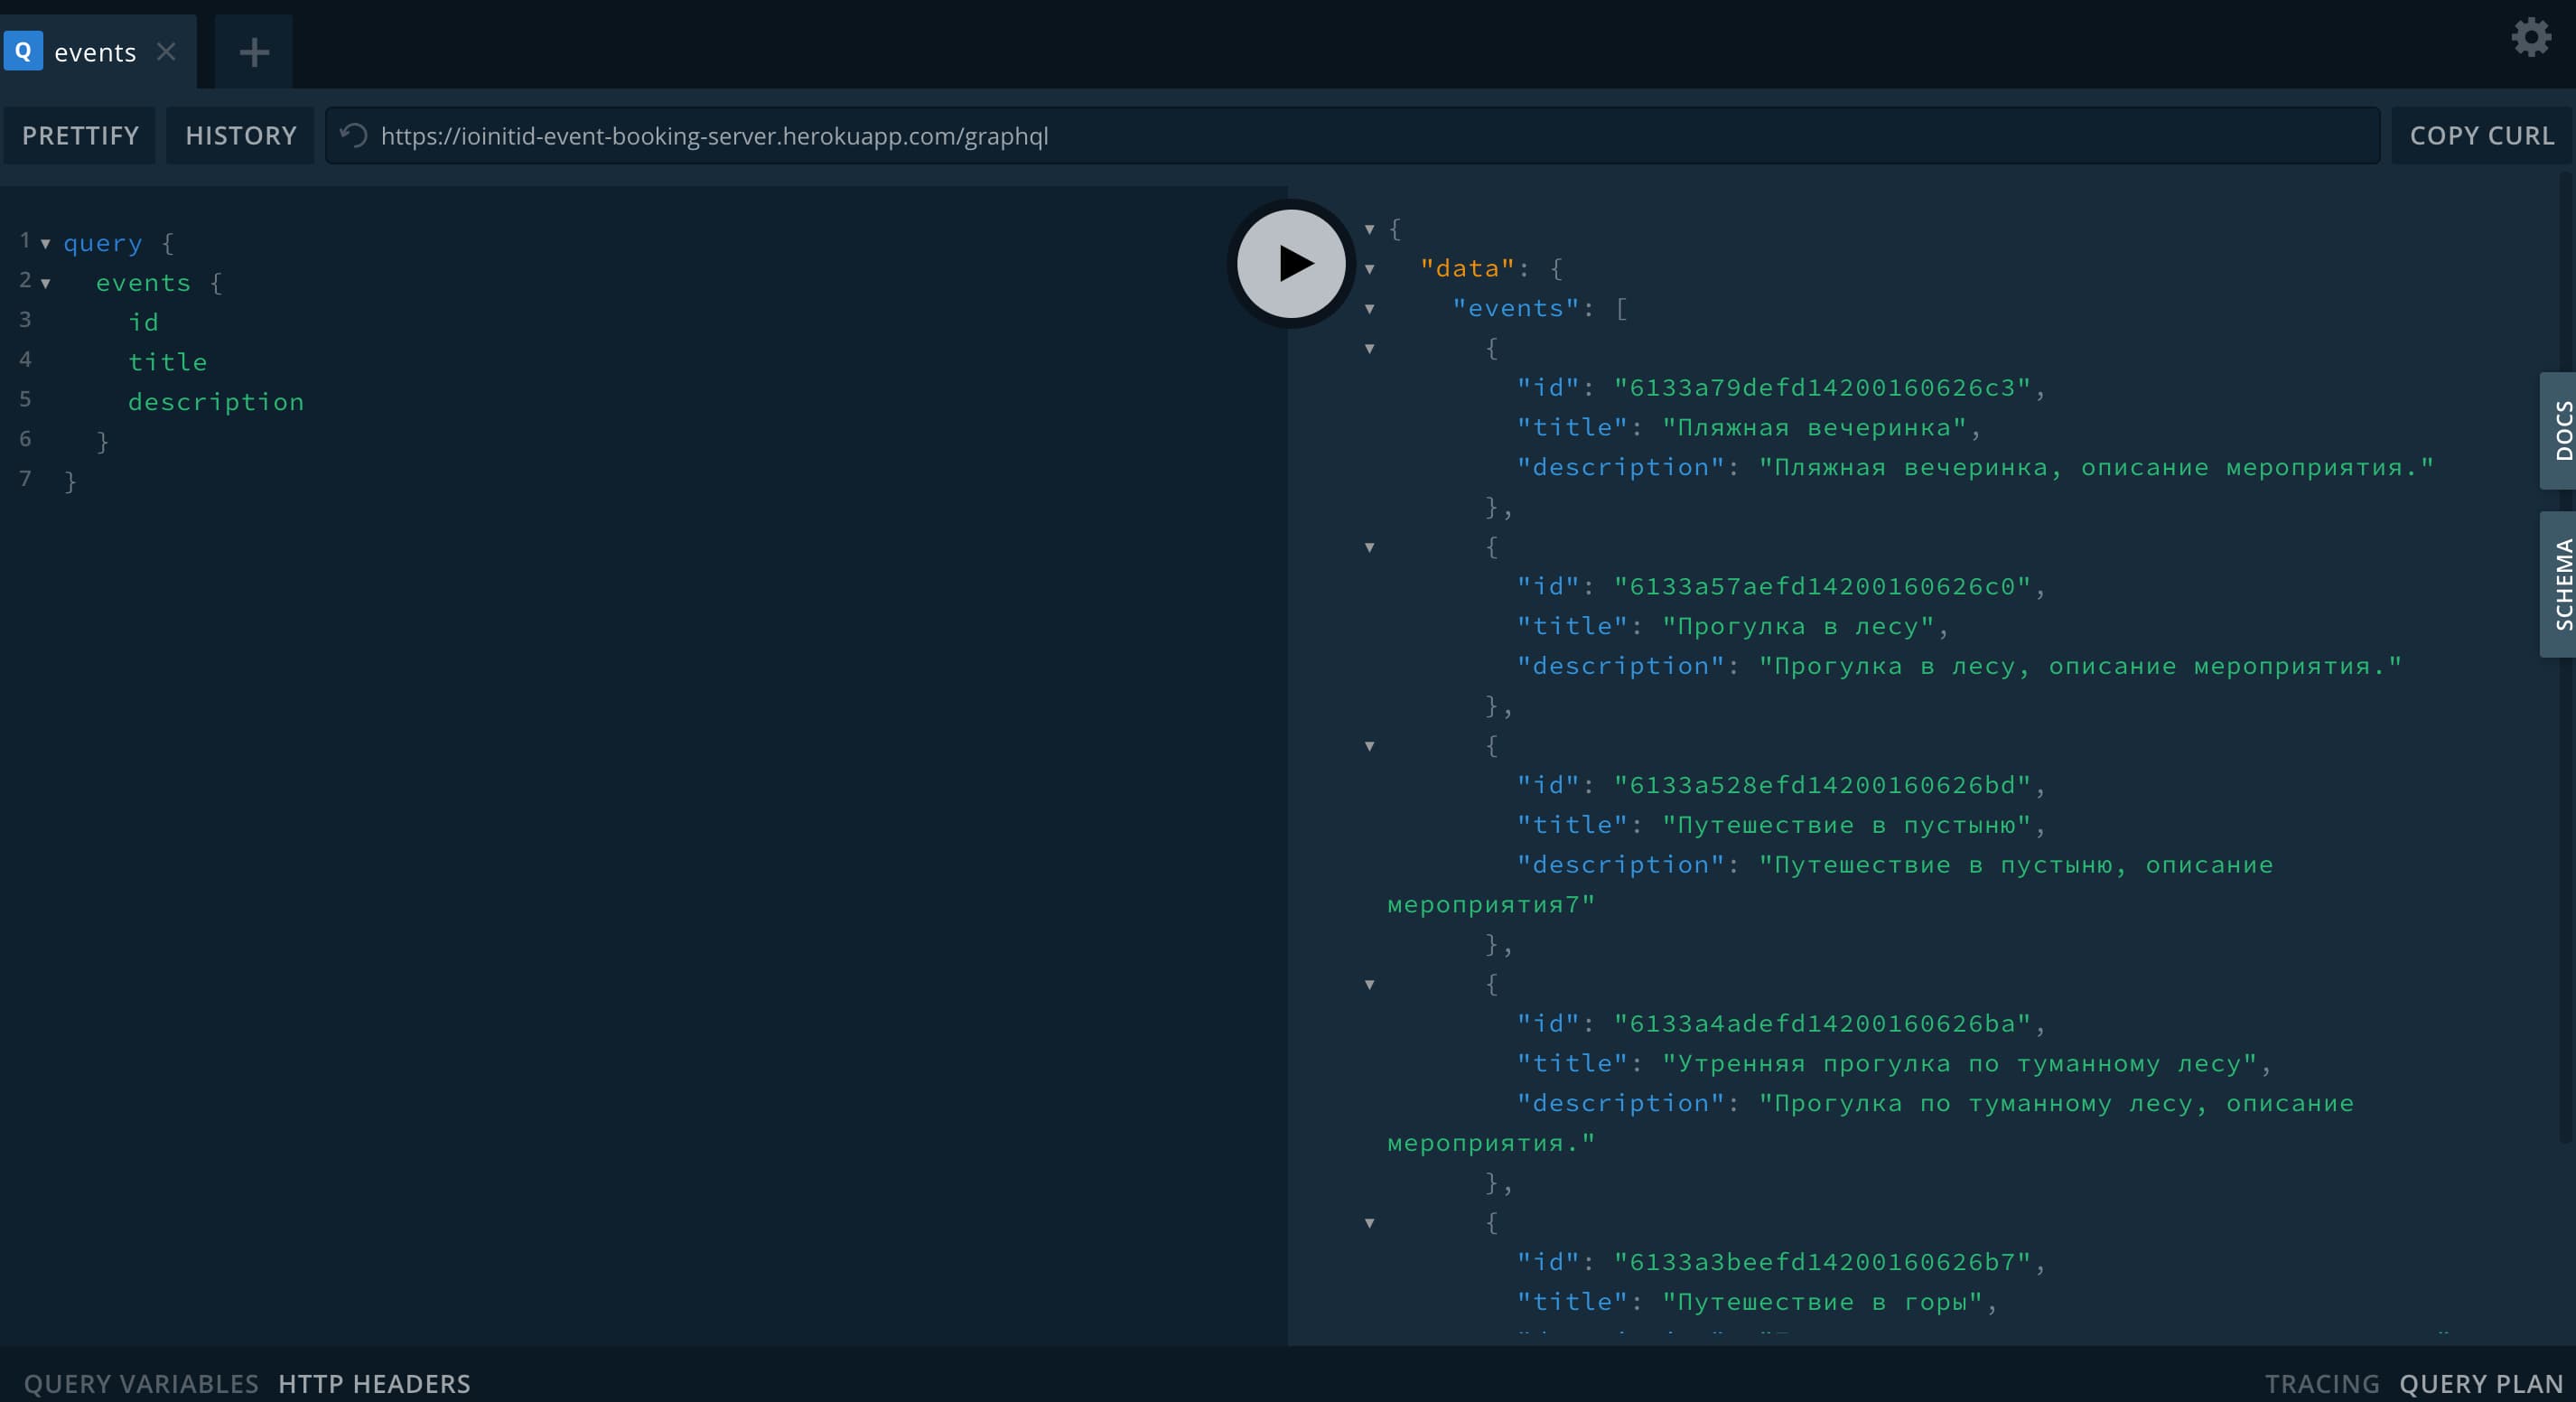 Q events
PRETTIFY HISTORY https://ioinitid-event-booking-server.herokuapp.com/graphql COPY CURL
1 query {
2 events {
3 id
4 title
5 description
6 }
7 }
{
"data": {
"events": [
{
"id": "6133a79defd14200160626c3",
"title": "Пляжная вечеринка",
"description": "Пляжная вечеринка, описание мероприятия."
},
{
"id": "6133a57aefd14200160626c0",
"title": "Прогулка в лесу",
"description": "Прогулка в лесу, описание мероприятия."
},
{
"id": "6133a528efd14200160626bd",
"title": "Путешествие в пустыню",
"description": "Путешествие в пустыню, описание
мероприятия7"
},
{
"id": "6133a4adefd14200160626ba",
"title": "Утренняя прогулка по туманному лесу",
"description": "Прогулка по туманному лесу, описание
мероприятия."
},
{
"id": "6133a3beefd14200160626b7",
"title": "Путешествие в горы",
DOCS
SCHEMA
QUERY VARIABLES HTTP HEADERS
TRACING QUERY PLAN